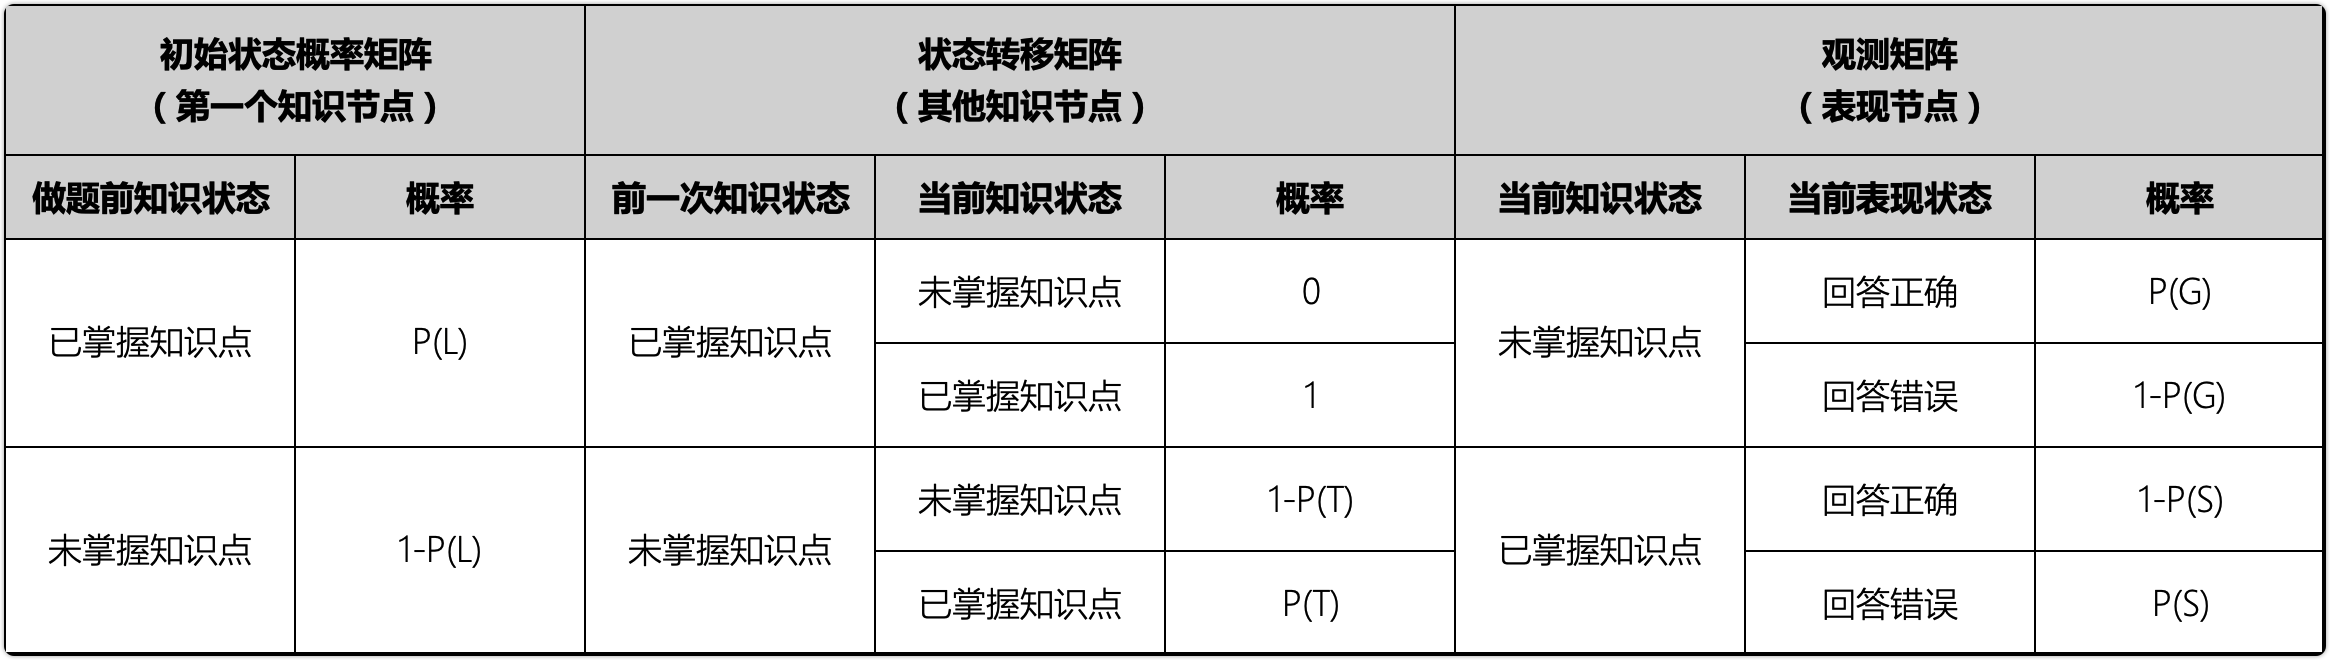 初始状态概率矩阵
（第一个知识节点）
状态转移矩阵
（其他知识节点）
观测矩阵
（表现节点）
做题前知识状态
概率
前一次知识状态
当前知识状态
概率
当前知识状态
当前表现状态
概率
已掌握知识点
P(L)
已掌握知识点
未掌握知识点
0
未掌握知识点
回答正确
P(G)
已掌握知识点
1
回答错误
1-P(G)
未掌握知识点
1-P(L)
未掌握知识点
未掌握知识点
1-P(T)
已掌握知识点
回答正确
1-P(S)
已掌握知识点
P(T)
回答错误
P(S)